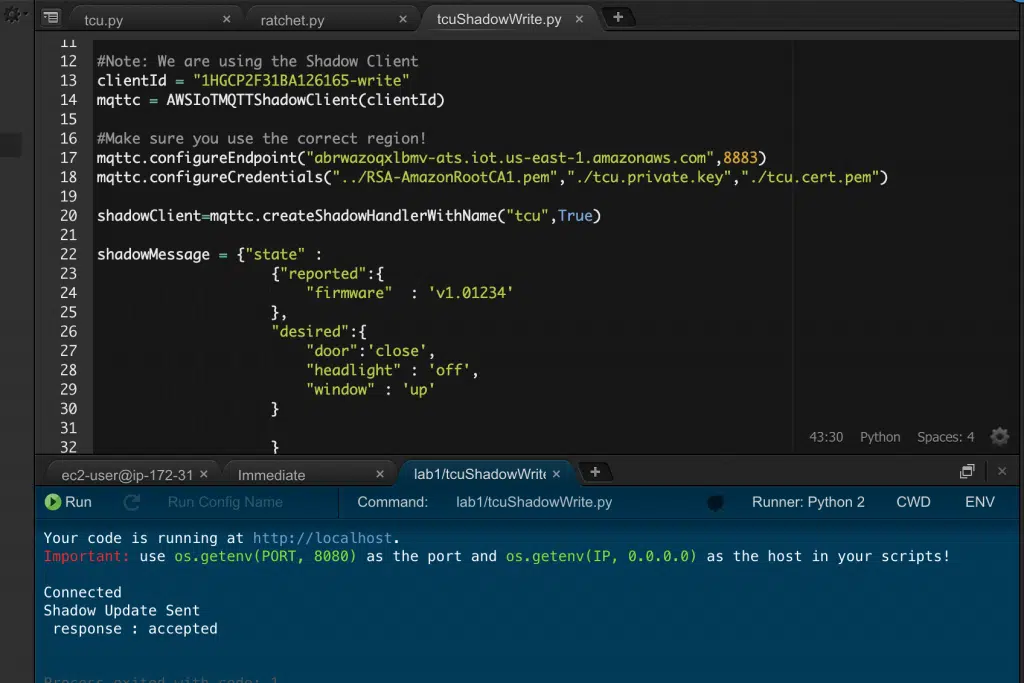 tcu.py × ratchet.py × tcuShadowWrite.py × +
11
12 #Note: We are using the Shadow Client
13 clientId = "1HGCP2F31BA126165-write"
14 mqttc = AWSIoTMQTTShadowClient(clientId)
15
16 #Make sure you use the correct region!
17 mqttc.configureEndpoint("abrwazoqxlbmv-ats.iot.us-east-1.amazonaws.com",8883)
18 mqttc.configureCredentials("../RSA-AmazonRootCA1.pem","./tcu.private.key","./tcu.cert.pem")
19
20 shadowClient=mqttc.createShadowHandlerWithName("tcu",True)
21
22 shadowMessage = {"state" :
23 {"reported":{
24 "firmware" : 'v1.01234'
25 },
26 "desired":{
27 "door":'close',
28 "headlight" : 'off',
29 "window" : 'up'
30 }
31
32 }
43:30 Python Spaces: 4
ec2-user@ip-172-31 × Immediate × lab1/tcuShadowWrite × +
Run Run Config Name Command: lab1/tcuShadowWrite.py Runner: Python 2 CWD ENV
Your code is running at http://localhost.
Important: use os.getenv(PORT, 8080) as the port and os.getenv(IP, 0.0.0.0) as the host in your scripts!
Connected
Shadow Update Sent
response : accepted
Process exited with code: 1